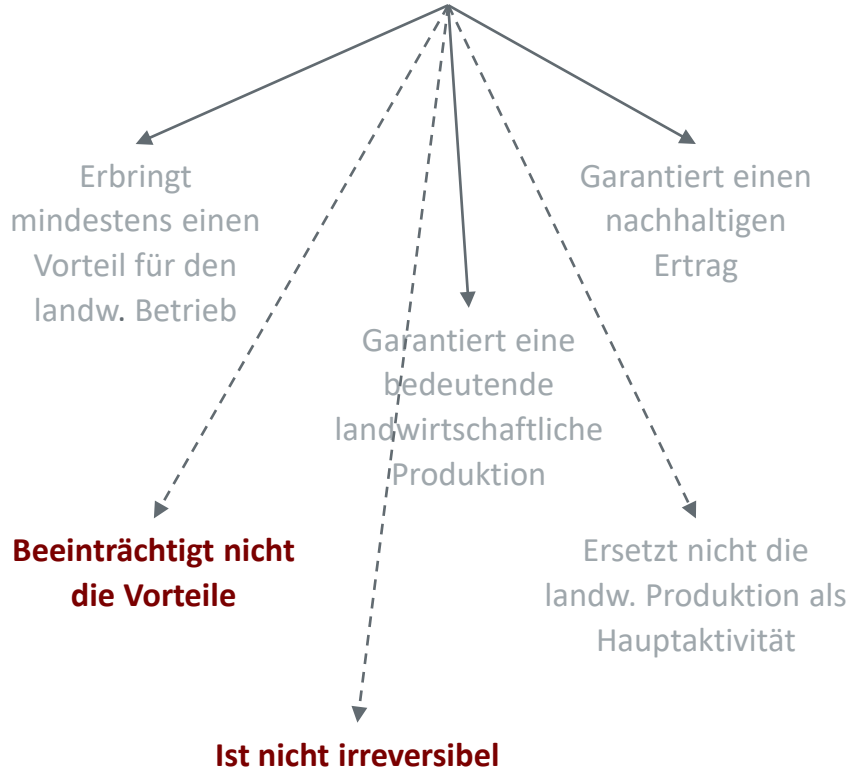 Erbringt
mindestens einen
Vorteil für den
landw. Betrieb
Garantiert einen
nachhaltigen
Ertrag
Garantiert eine
bedeutende
landwirtschaftliche
Produktion
Beeinträchtigt nicht
die Vorteile
Ersetzt nicht die
landw. Produktion als
Hauptaktivität
Ist nicht irreversibel